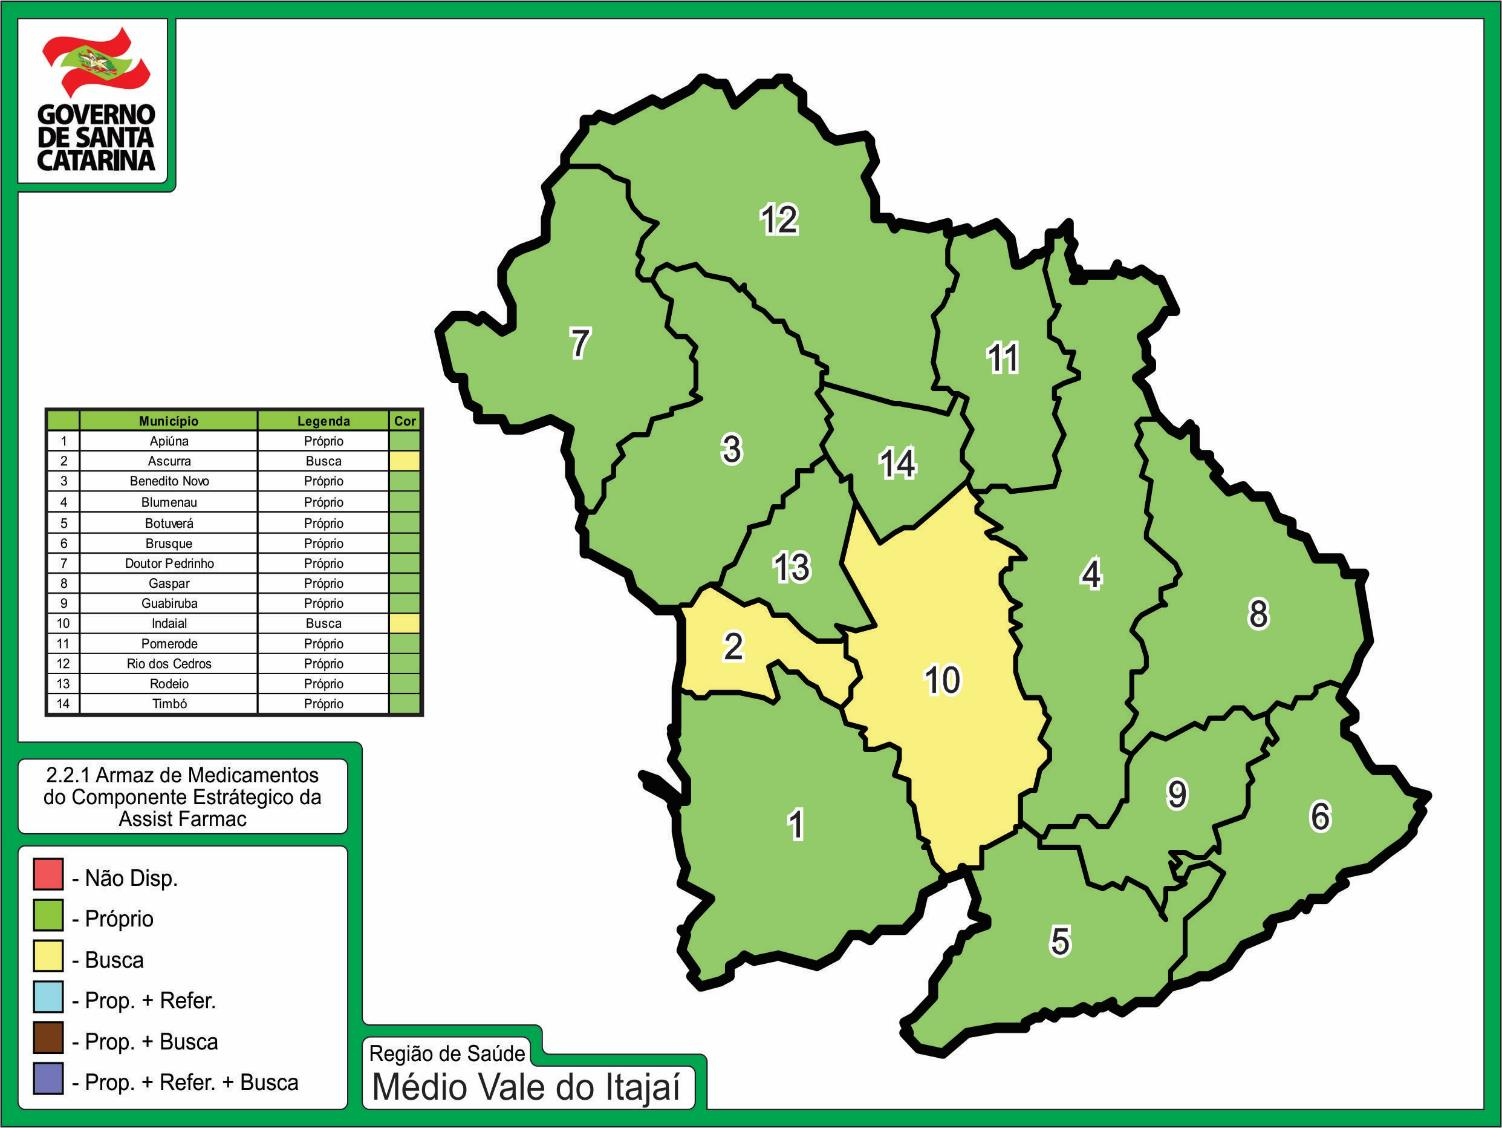 GOVERNO
DE SANTA
CATARINA
Município Legenda Cor
1 Apiúna Próprio
2 Ascurra Busca
3 Benedito Novo Próprio
4 Blumenau Próprio
5 Botuverá Próprio
6 Brusque Próprio
7 Doutor Pedrinho Próprio
8 Gaspar Próprio
9 Guabiruba Próprio
10 Indaial Busca
11 Pomerode Próprio
12 Rio dos Cedros Próprio
13 Rodeio Próprio
14 Timbó Próprio
12
7
11
3
14
13
4
8
2
10
9
1
6
5
2.2.1 Armaz de Medicamentos
do Componente Estrátegico da
Assist Farmac
- Não Disp.
- Próprio
- Busca
- Prop. + Refer.
- Prop. + Busca
- Prop. + Refer. + Busca
Região de Saúde
Médio Vale do Itajaí